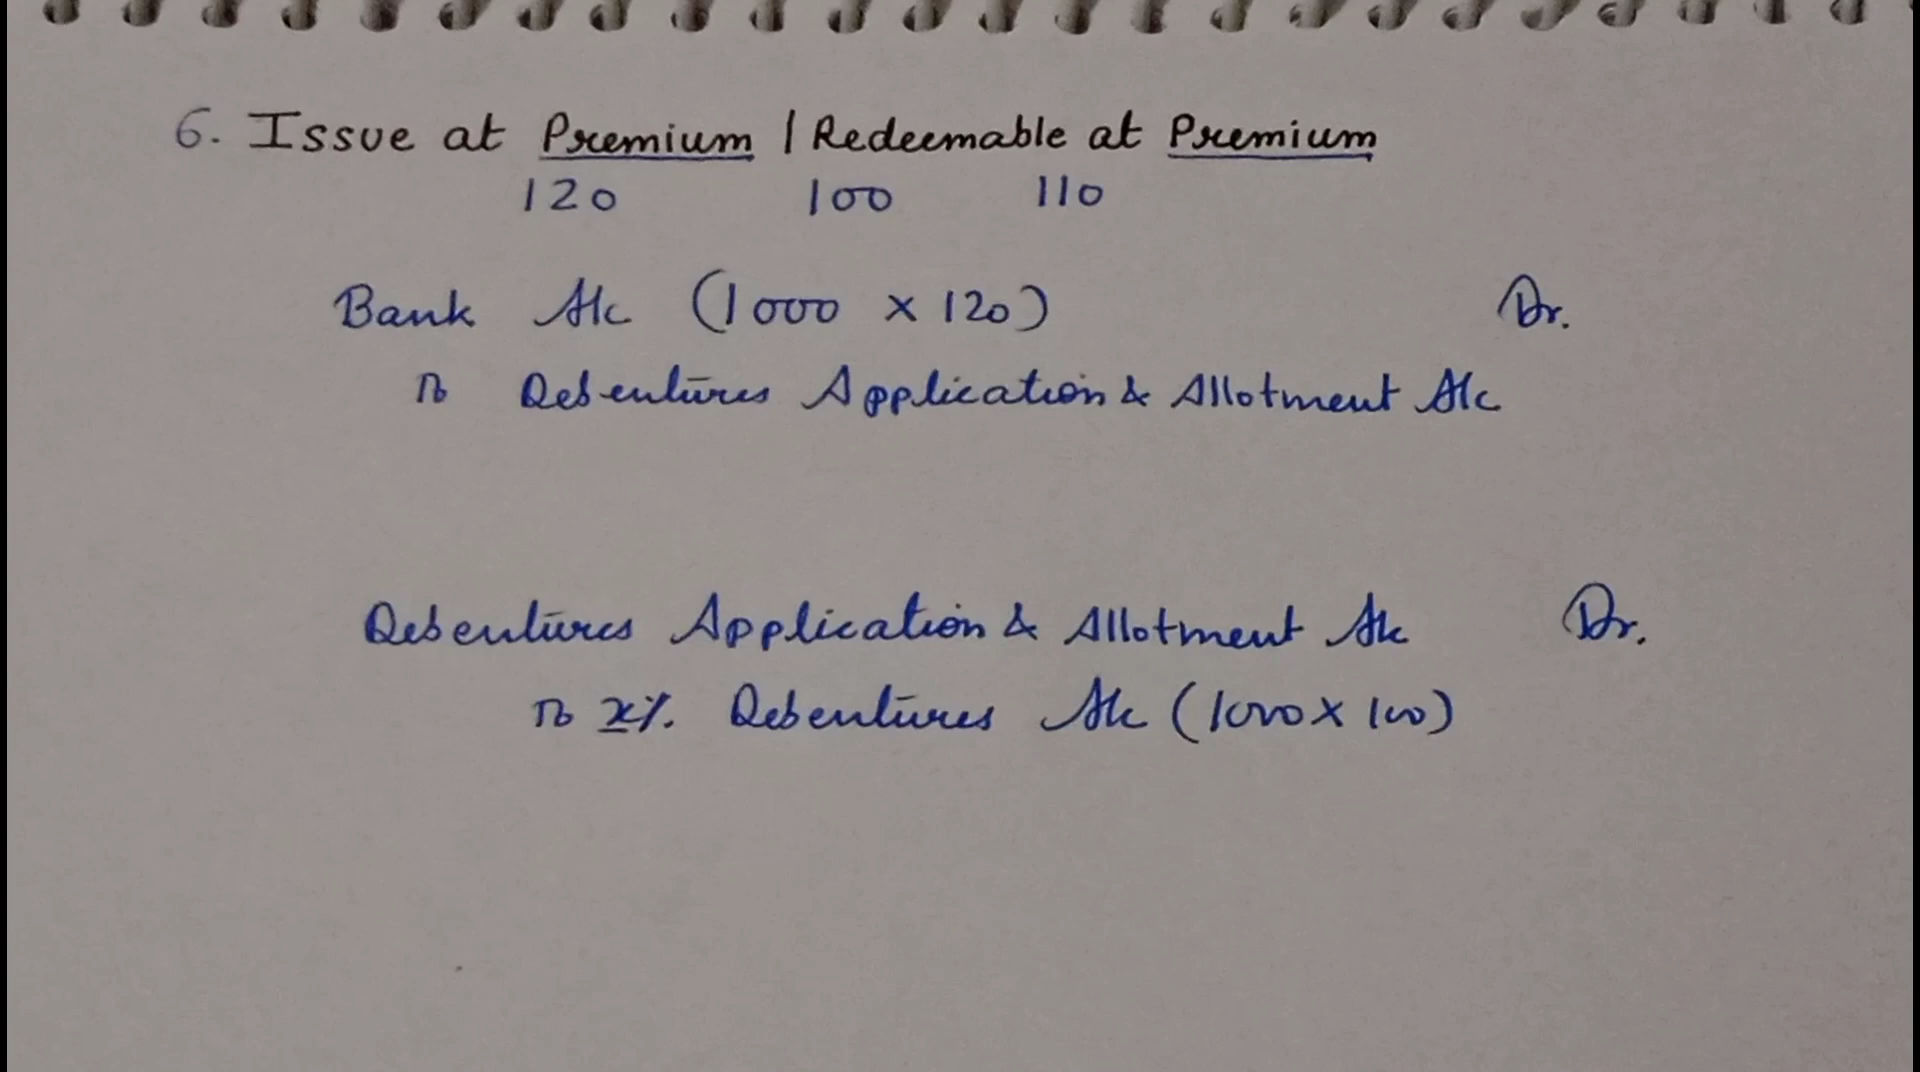 6. Issue at Premium | Redeemable at Premium
120 100 110
Bank A/c (1000 x 120) Dr.
To Debentures Application & Allotment A/c
Debentures Application & Allotment A/c Dr.
To x%. Debentures A/c (1000 x 100)